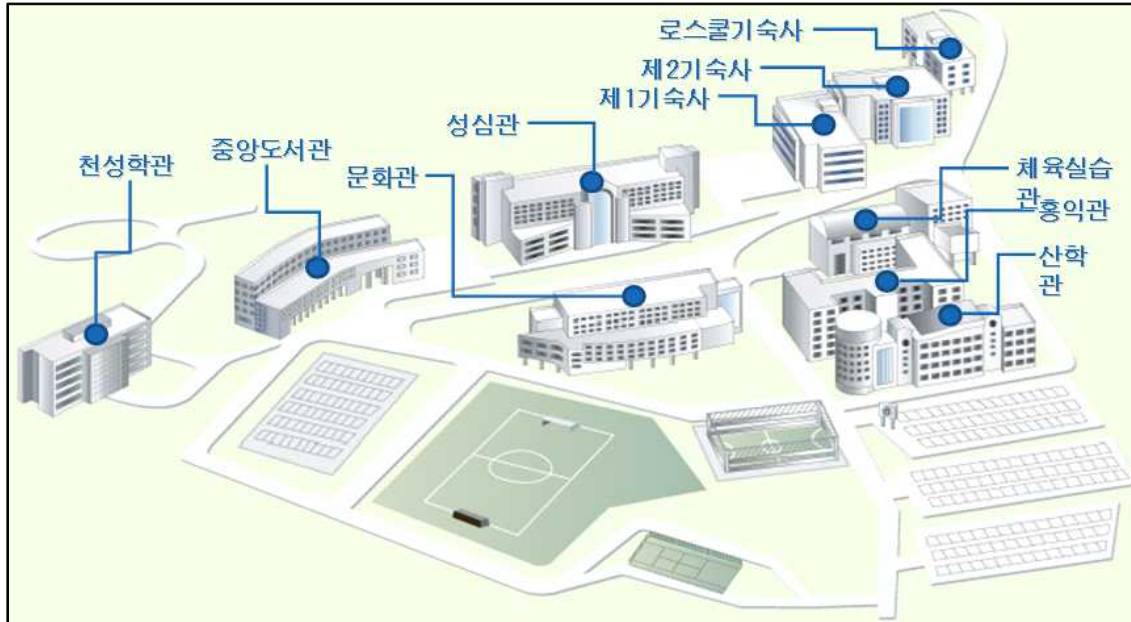 로스쿨기숙사
제2기숙사
제1기숙사
성심관
중앙도서관
천성학관
문화관
체육실습
관
홍익관
산학
관